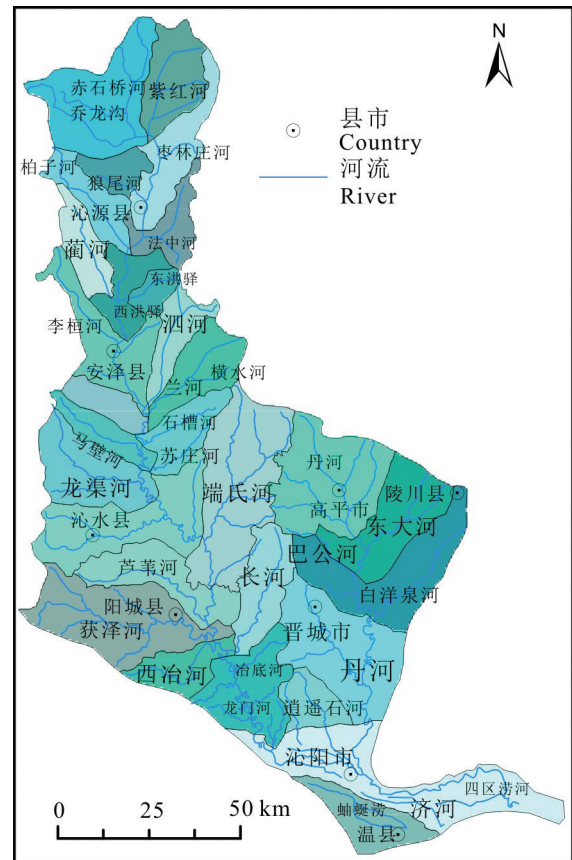 N
赤石桥河
紫红河
乔龙沟
县市
Country
河流
River
枣林庄河
柏子河
狼尾河
沁源县
蔺河
法中河
东洪驿
西洪驿
泗河
李桓河
安泽县
兰河
横水河
石槽河
马壁河
苏庄河
丹河
龙渠河
端氏河
陵川县
高平市
沁水县
东大河
巴公河
芦苇河
长河
白洋泉河
阳城县
获泽河
晋城市
西冶河
冶底河
丹河
龙门河
逍遥石河
沁阳市
四区涝河
蚰蜒涝
济河
温县
0 25 50 km